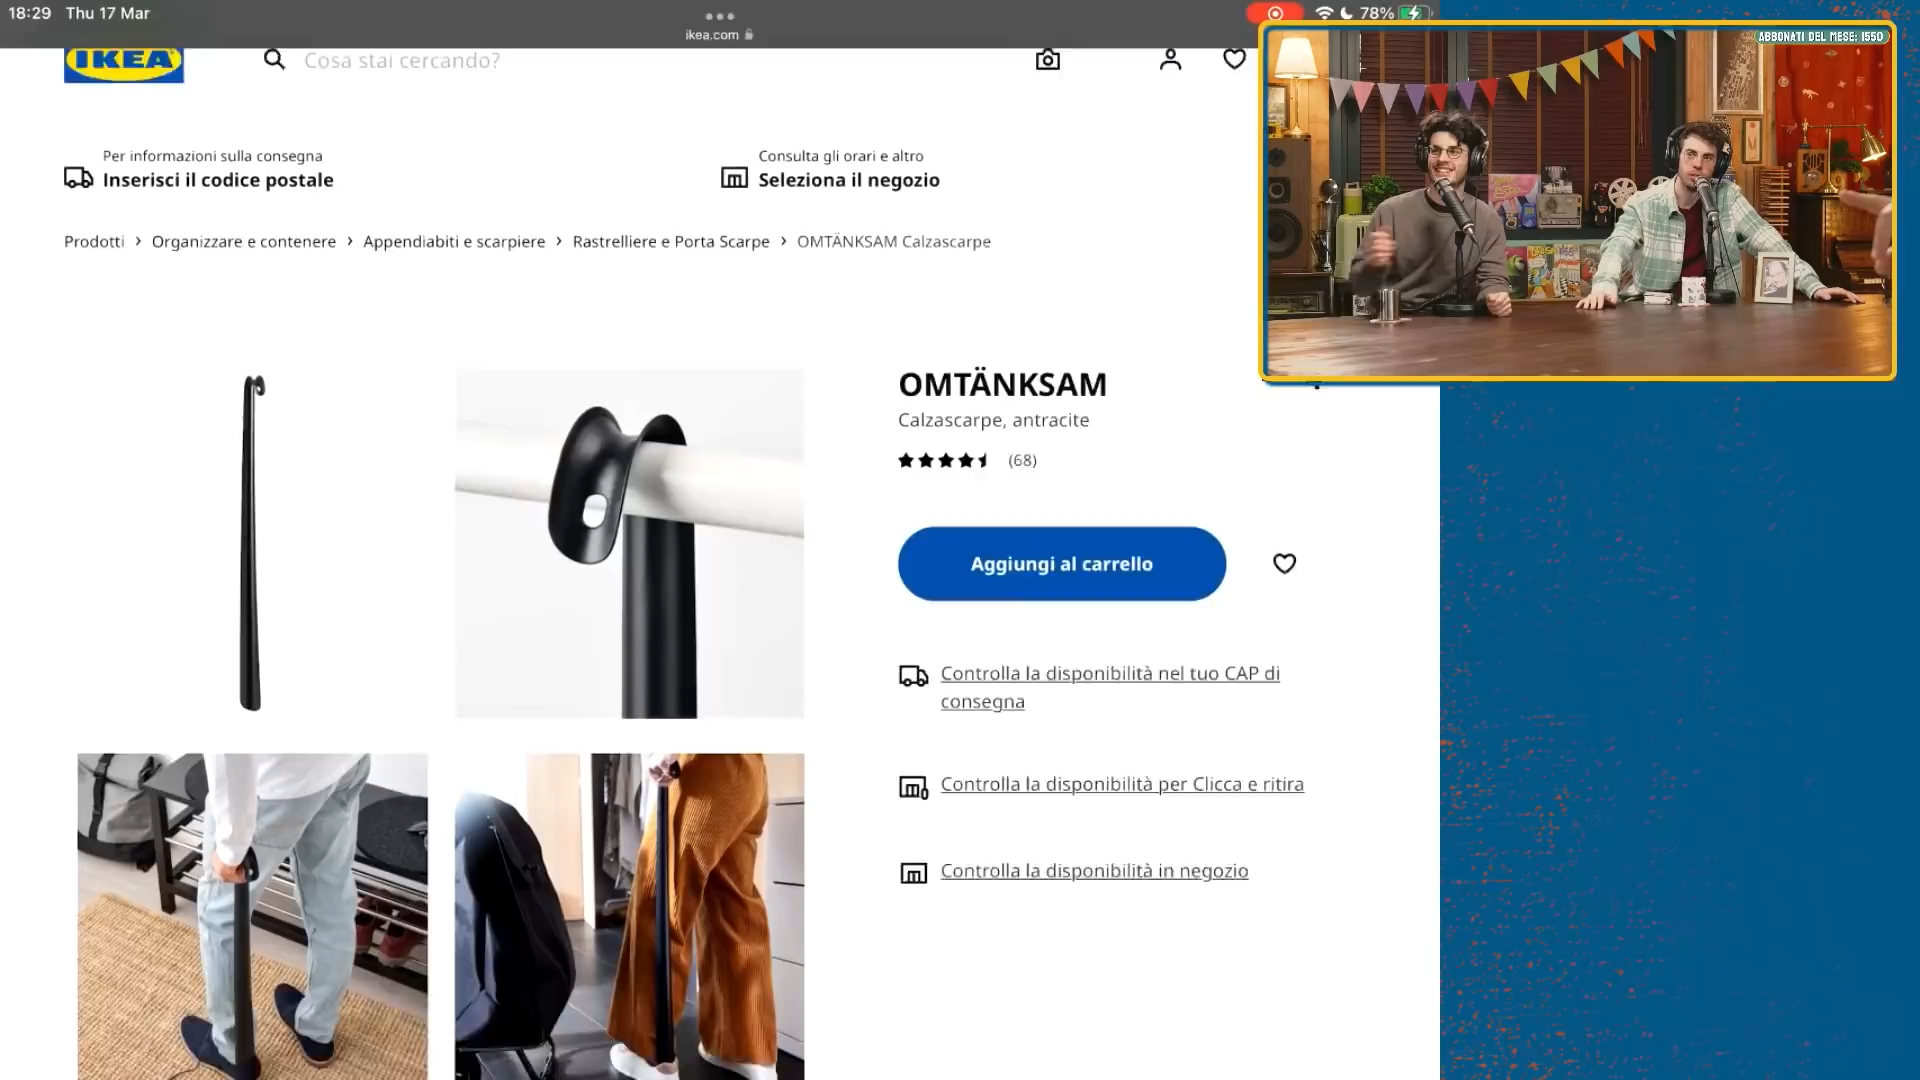 18:29 Thu 17 Mar
ikea.com
78%
ABBONATI DEL MESE: 1550
IKEA
Cosa stai cercando?
Per informazioni sulla consegna
Inserisci il codice postale
Consulta gli orari e altro
Seleziona il negozio
Prodotti > Organizzare e contenere > Appendiabiti e scarpiere > Rastrelliere e Porta Scarpe > OMTÄNKSAM Calzascarpe
OMTÄNKSAM
Calzascarpe, antracite
(68)
Aggiungi al carrello
Controlla la disponibilità nel tuo CAP di
consegna
Controlla la disponibilità per Clicca e ritira
Controlla la disponibilità in negozio